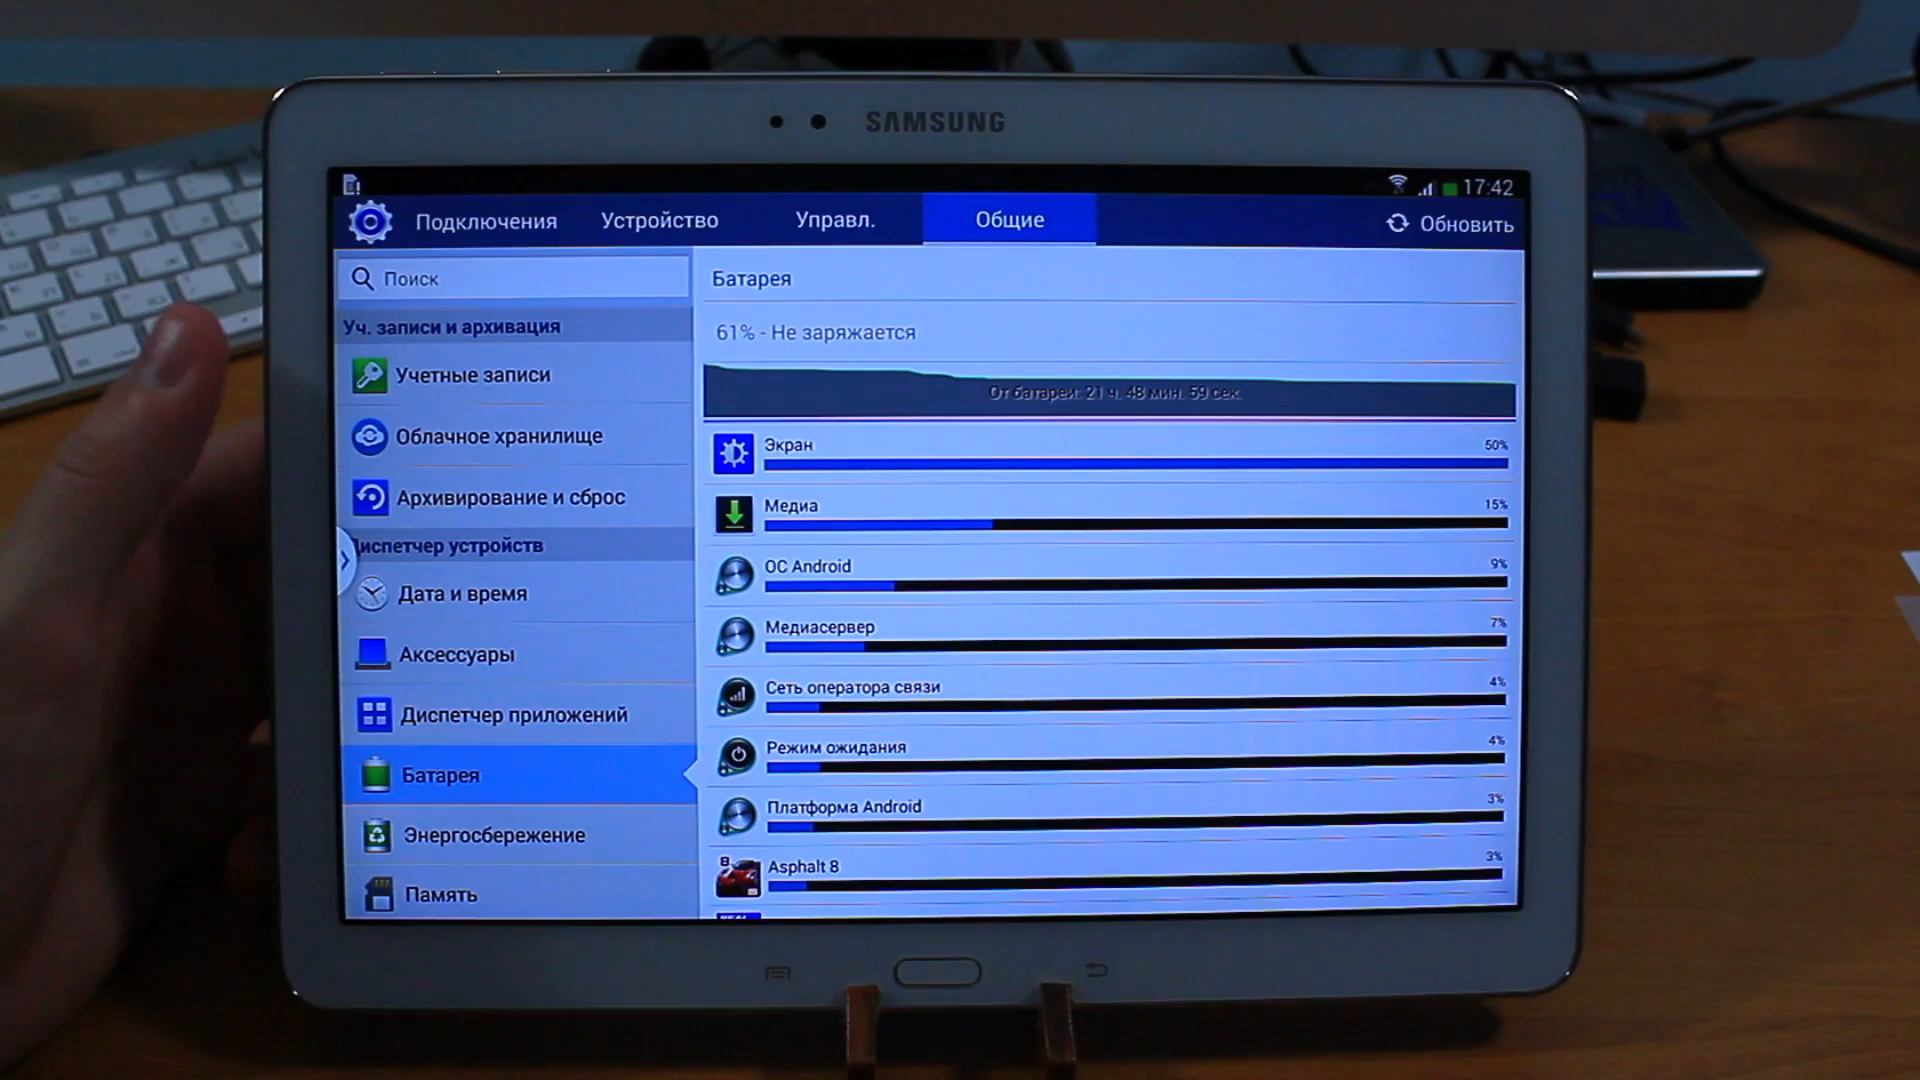 SAMSUNG
17:42
Подключения
Устройство
Управл.
Общие
Обновить
Поиск
Уч. записи и архивация
Учетные записи
Облачное хранилище
Архивирование и сброс
Диспетчер устройств
Дата и время
Аксессуары
Диспетчер приложений
Батарея
Энергосбережение
Память
Батарея
61% - Не заряжается
От батареи: 21 ч. 48 мин. 59 сек.
Экран 50%
Медиа 15%
ОС Android 9%
Медиасервер 7%
Сеть оператора связи 4%
Режим ожидания 4%
Платформа Android 3%
Asphalt 8 3%